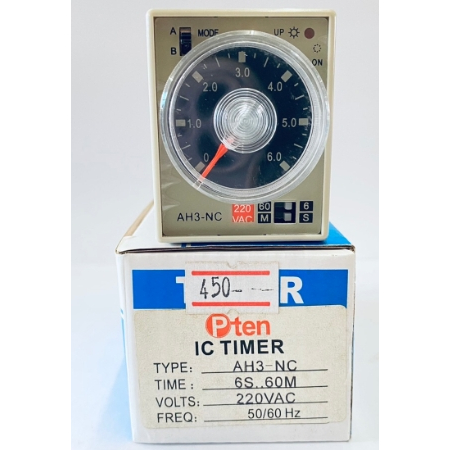 A MODE UP
B ON
3.0
2.0 4.0
1.0 5.0
0 6.0
AH3-NC 220 VAC 60 M 6 S
T R
450-
Pten
IC TIMER
TYPE: AH3-NC
TIME: 6S..60M
VOLTS: 220VAC
FREQ: 50/60 Hz